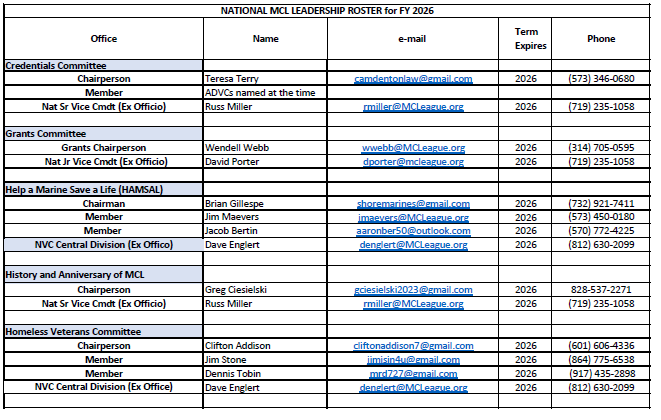 NATIONAL MCL LEADERSHIP ROSTER for FY 2026
Office Name e-mail Term Expires Phone
Credentials Committee
Chairperson Teresa Terry camdentonlaw@gmail.com 2026 (573) 346-0680
Member ADVCs named at the time
Nat Sr Vice Cmdt (Ex Officio) Russ Miller rmiller@MCLeague.org 2026 (719) 235-1058
Grants Committee
Grants Chairperson Wendell Webb wwebb@MCLeague.org 2026 (314) 705-0595
Nat Jr Vice Cmdt (Ex Officio) David Porter dporter@mcleague.org 2026 (719) 235-1058
Help a Marine Save a Life (HAMSAL)
Chairman Brian Gillespe shoremarines@gmail.com 2026 (732) 921-7411
Member Jim Maevers jmaevers@MCLeague.org 2026 (573) 450-0180
Member Jacob Bertin aaronber50@outlook.com 2026 (570) 772-4225
NVC Central Division (Ex Offico) Dave Englert denglert@MCLeague.org 2026 (812) 630-2099
History and Anniversary of MCL
Chairperson Greg Ciesielski gciesielski2023@gmail.com 2026 828-537-2271
Nat Sr Vice Cmdt (Ex Officio) Russ Miller rmiller@MCLeague.org 2026 (719) 235-1058
Homeless Veterans Committee
Chairperson Clifton Addison cliftonaddison7@gmail.com 2026 (601) 606-4336
Member Jim Stone jimisin4u@gmail.com 2026 (864) 775-6538
Member Dennis Tobin mrd727@gmail.com 2026 (917) 435-2898
NVC Central Division (Ex Office) Dave Englert denglert@MCLeague.org 2026 (812) 630-2099